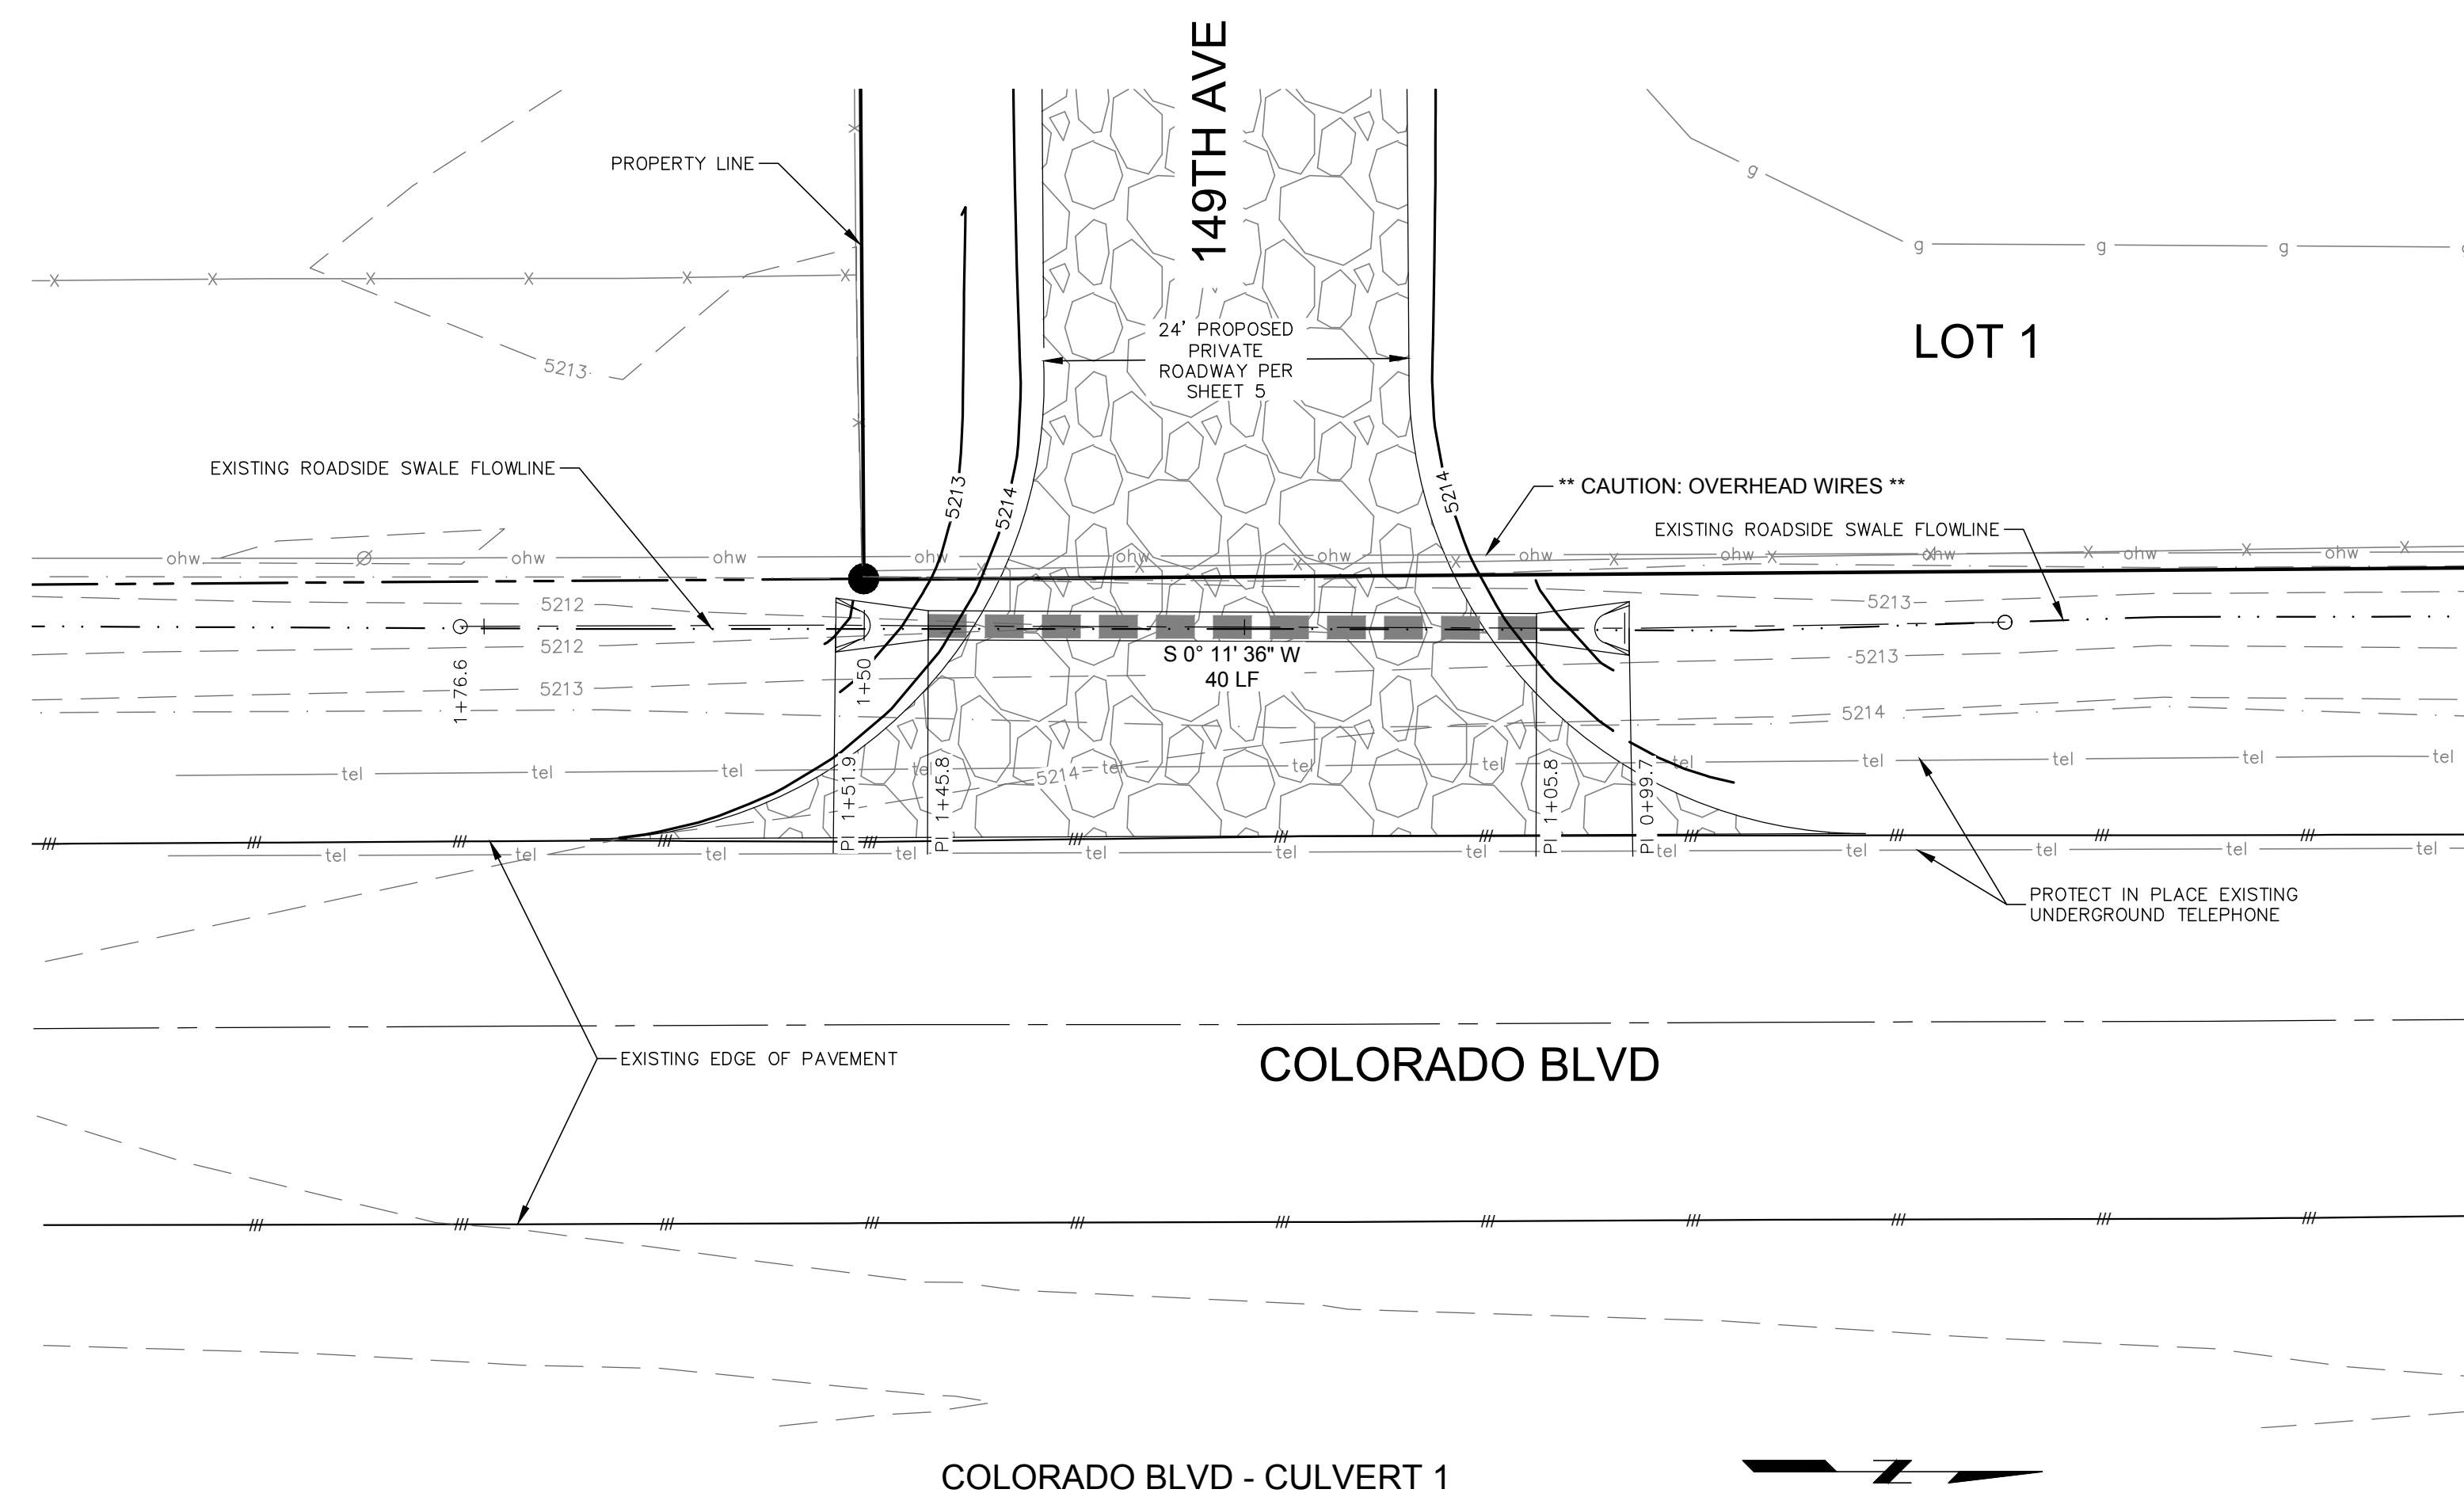 149TH AVE
PROPERTY LINE
g
g
g
g
X
X
X
X
X
X
X
X
24' PROPOSED
PRIVATE
ROADWAY PER
SHEET 5
LOT 1
5213
EXISTING ROADSIDE SWALE FLOWLINE
5213
5214
5214
** CAUTION: OVERHEAD WIRES **
EXISTING ROADSIDE SWALE FLOWLINE
ohw
ohw
ohw
ohw
ohw
ohw
ohw
ohw
ohw
ohw
ohw
X
X
X
X
X
X
X
X
X
X
5212
5213
5212
5213
5213
5214
1+76.6
1+50
S 0° 11' 36" W
40 LF
tel
tel
tel
tel
tel
tel
tel
tel
tel
tel
tel
tel
5214
PI 1+51.9
PI 1+45.8
PI 1+05.8
PI 0+99.7
tel
tel
tel
tel
tel
tel
tel
tel
tel
tel
tel
tel
PROTECT IN PLACE EXISTING
UNDERGROUND TELEPHONE
EXISTING EDGE OF PAVEMENT
COLORADO BLVD
COLORADO BLVD - CULVERT 1
N